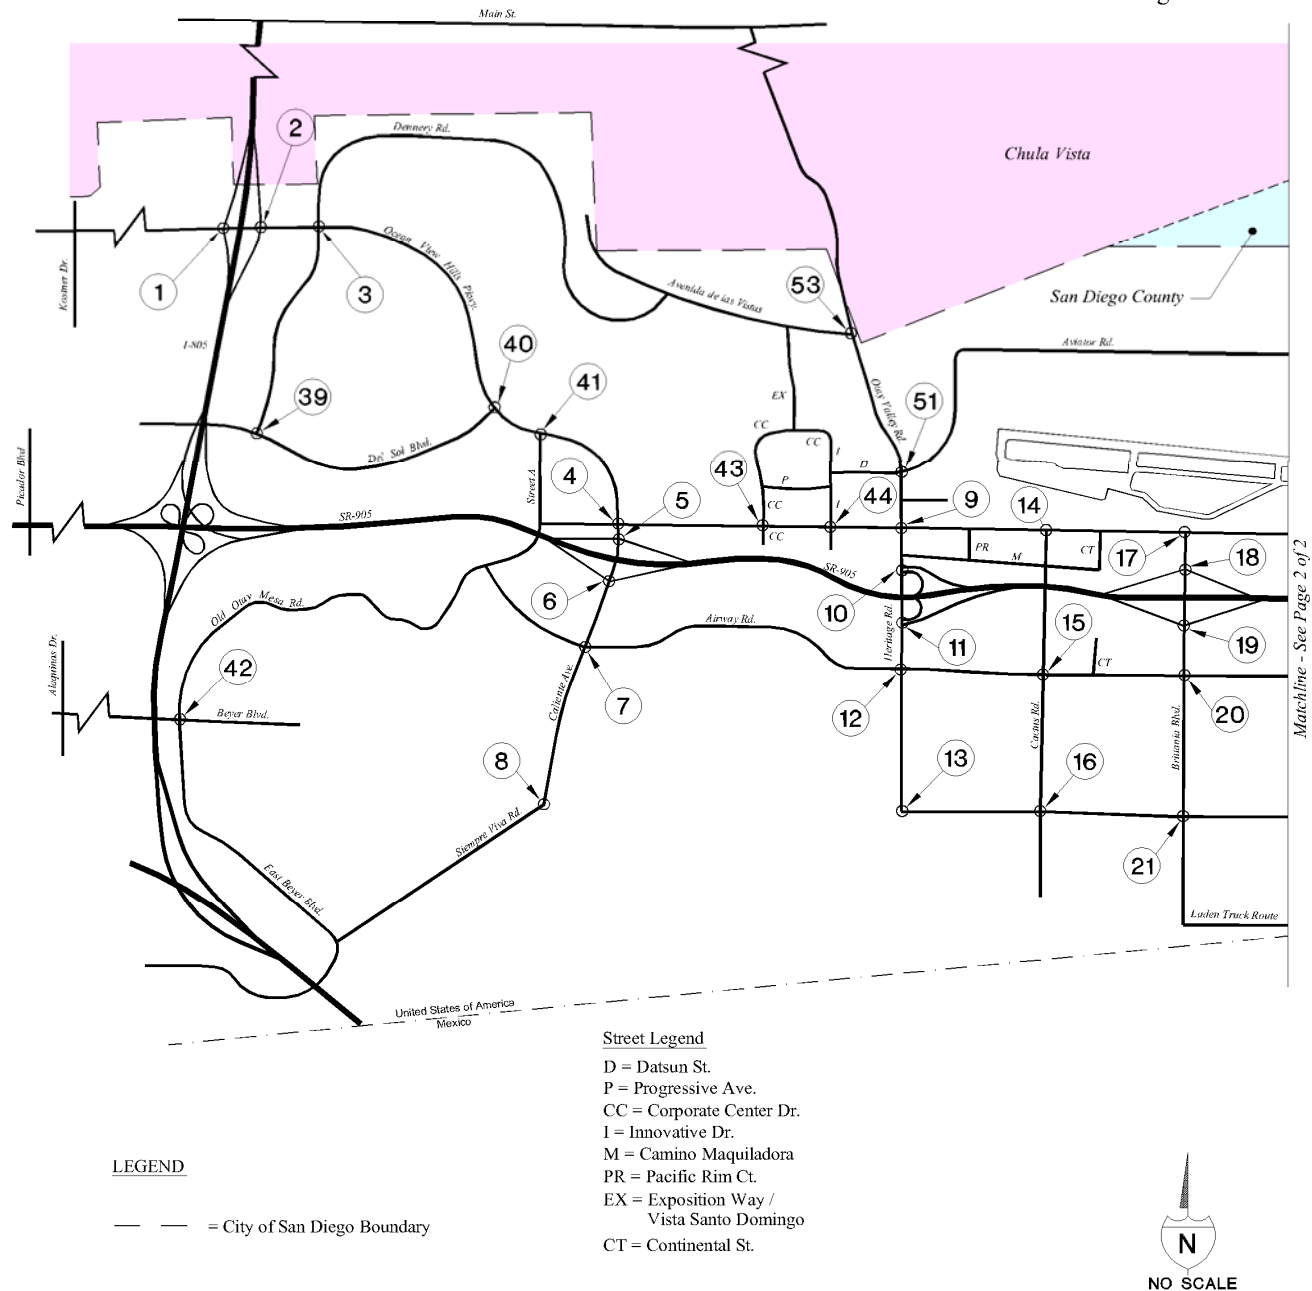 Main St.
2
Dennery Rd.
Chula Vista
Kostner Dr.
Ocean View Hills Pkwy.
1
3
Avenida de las Vistas
53
San Diego County
I-805
40
Aviator Rd.
39
41
EX
Otay Valley Rd.
51
CC
CC
I
D
Del Sol Blvd.
Picador Blvd
Street A
4
5
43
P
CC
I
44
9
14
SR-905
CC
PR
M
CT
17
18
SR-905
6
10
Old Otay Mesa Rd.
Airway Rd.
Heritage Rd.
11
15
19
CT
Alaquinas Dr.
42
Beyer Blvd.
Caliente Ave.
7
12
Cactus Rd.
20
Britannia Blvd.
Matchline - See Page 2 of 2
8
13
16
Siempre Viva Rd.
21
East Beyer Blvd.
Laden Truck Route
United States of America
Mexico
Street Legend
D = Datsun St.
P = Progressive Ave.
CC = Corporate Center Dr.
I = Innovative Dr.
M = Camino Maquiladora
PR = Pacific Rim Ct.
EX = Exposition Way /
Vista Santo Domingo
CT = Continental St.
LEGEND
= City of San Diego Boundary
N
NO SCALE